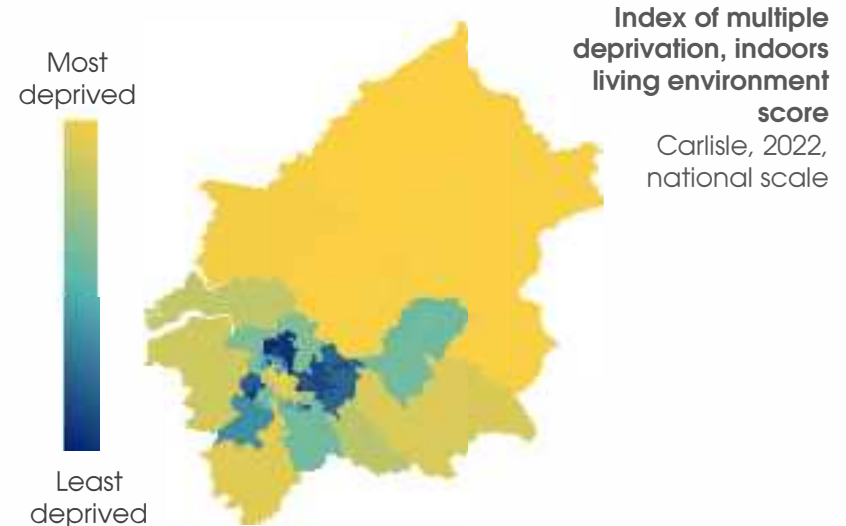 Index of multiple
deprivation, indoors
living environment
score
Carlisle, 2022,
national scale
Most
deprived
Least
deprived